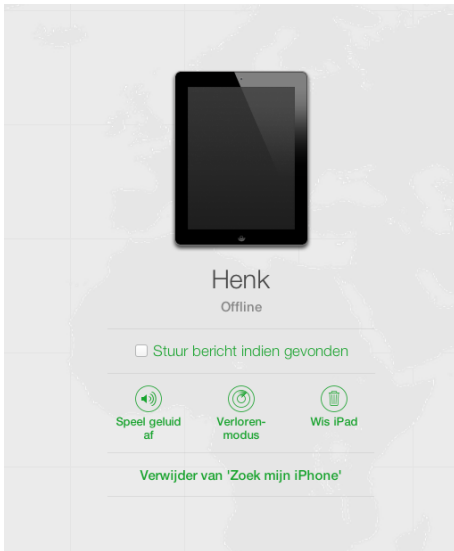 Henk
Offline
Stuur bericht indien gevonden
Speel geluid
af
Verloren-
modus
Wis iPad
Verwijder van 'Zoek mijn iPhone'